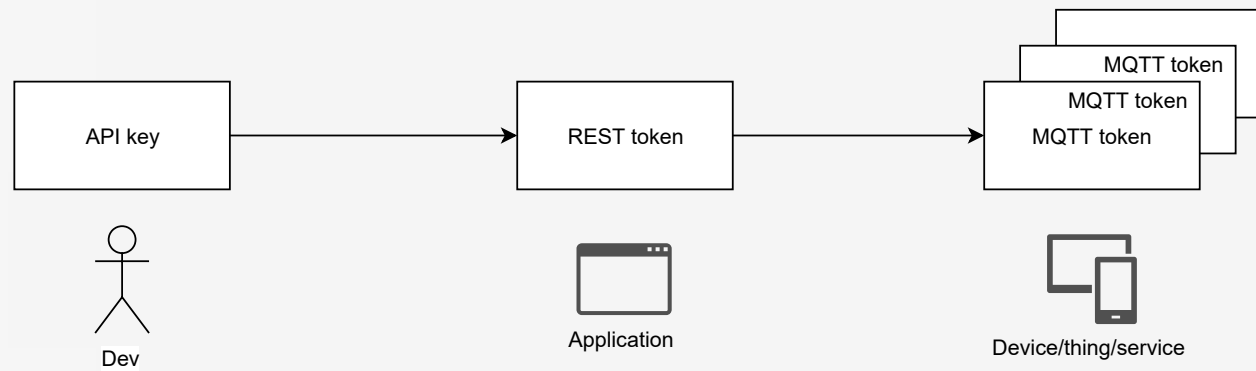 MQTT token
MQTT token
API key
REST token
MQTT token
Application
Device/thing/service
Dev